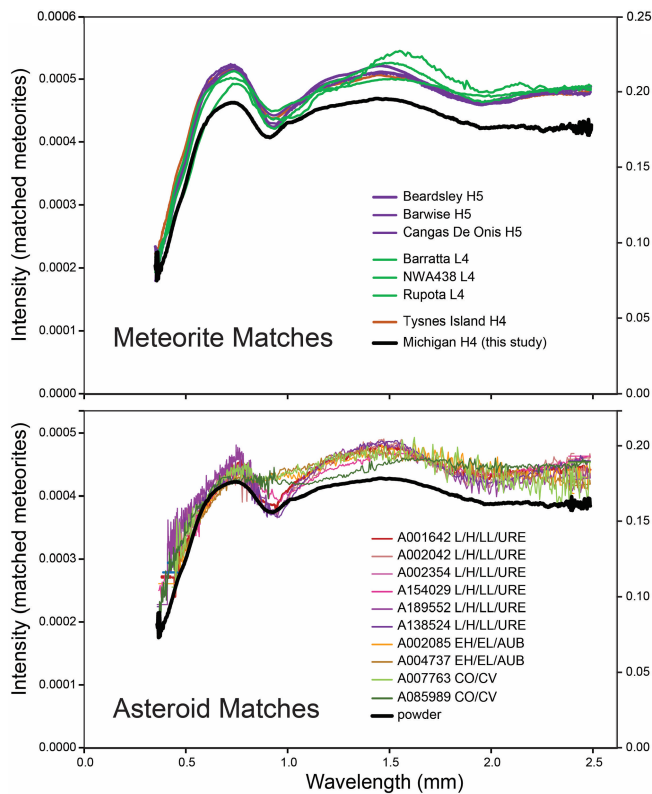 0.0006
0.0005
0.0004
0.0003
0.0002
0.0001
0.0000
Intensity (matched meteorites)
0.25
0.20
0.15
0.10
0.05
0.00
Beardsley H5
Barwise H5
Cangas De Onis H5
Barratta L4
NWA438 L4
Rupota L4
Tysnes Island H4
Michigan H4 (this study)
Meteorite Matches
0.0005
0.0004
0.0003
0.0002
0.0001
0.0000
Intensity (matched meteorites)
0.20
0.15
0.10
0.05
0.00
A001642 L/H/LL/URE
A002042 L/H/LL/URE
A002354 L/H/LL/URE
A154029 L/H/LL/URE
A189552 L/H/LL/URE
A138524 L/H/LL/URE
A002085 EH/EL/AUB
A004737 EH/EL/AUB
A007763 CO/CV
A085989 CO/CV
powder
Asteroid Matches
0.0
0.5
1.0
1.5
2.0
2.5
Wavelength (mm)